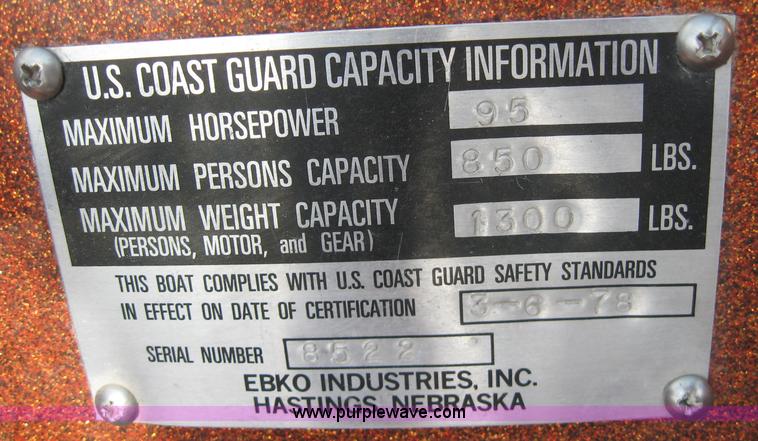 U.S. COAST GUARD CAPACITY INFORMATION
MAXIMUM HORSEPOWER 95
MAXIMUM PERSONS CAPACITY 850 LBS.
MAXIMUM WEIGHT CAPACITY 1300 LBS.
(PERSONS, MOTOR, and GEAR)
THIS BOAT COMPLIES WITH U.S. COAST GUARD SAFETY STANDARDS
IN EFFECT ON DATE OF CERTIFICATION 3-6-78
SERIAL NUMBER 8522
EBKO INDUSTRIES, INC.
HASTINGS, NEBRASKA
www.purplewave.com